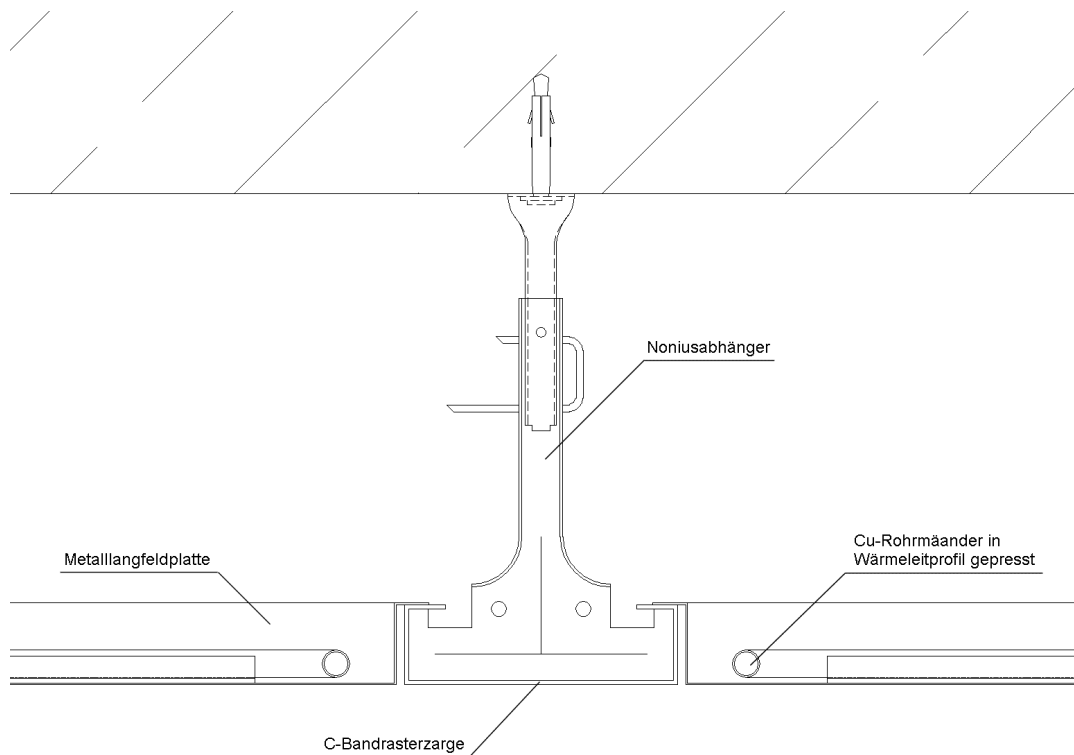 Noniusabhänger
Metalllangfeldplatte
Cu-Rohrmäander in
Wärmeleitprofil gepresst
C-Bandrasterzarge